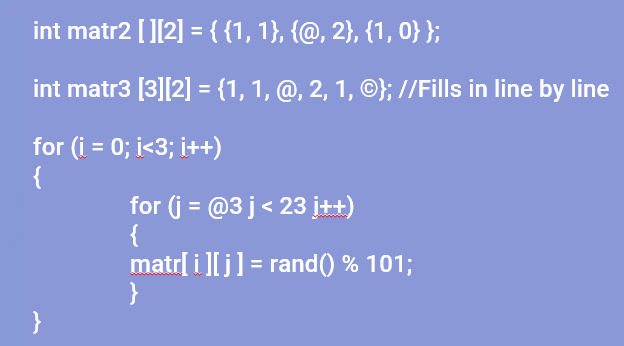 int matr2 [ ][2] = { {1, 1}, {@, 2}, {1, 0} };
int matr3 [3][2] = {1, 1, @, 2, 1, ©}; //Fills in line by line
for (i = 0; i<3; i++)
{
for (j = @3 j < 23 j++)
{
matr[ i ][ j ] = rand() % 101;
}
}